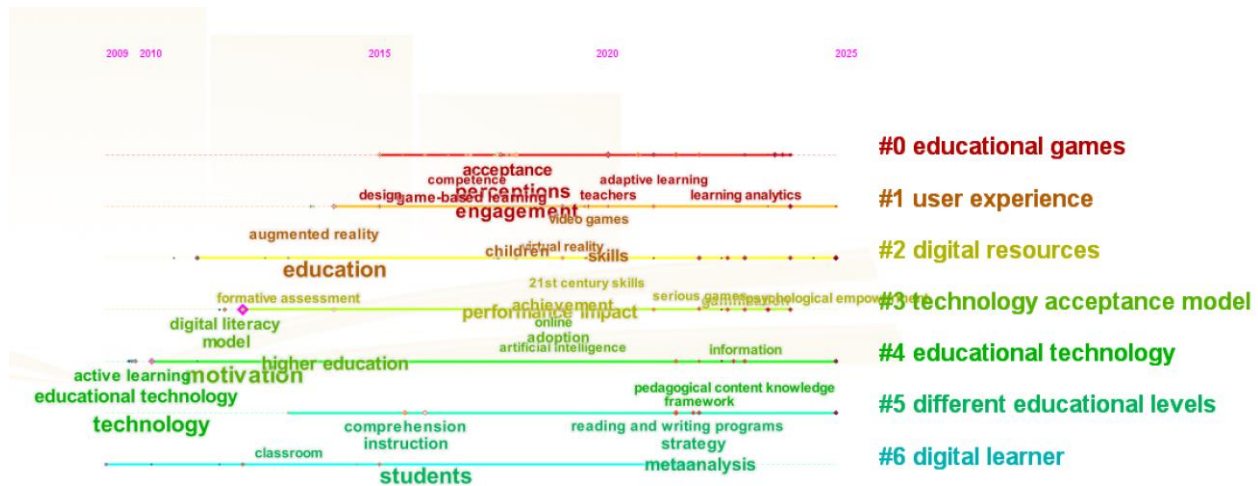 2009 2010 2015 2020 2025
#0 educational games
acceptance
competence adaptive learning
design game-based learning perceptions teachers learning analytics
#1 user experience
engagement
video games
augmented reality
children virtual reality skills
#2 digital resources
education
21st century skills
formative assessment achievement serious games gamification psychological empowerment
#3 technology acceptance model
performance impact
digital literacy online
model adoption
artificial intelligence information
#4 educational technology
higher education
active learning motivation
pedagogical content knowledge
educational technology framework
#5 different educational levels
technology comprehension reading and writing programs
instruction strategy
classroom
#6 digital learner
metaanalysis
students